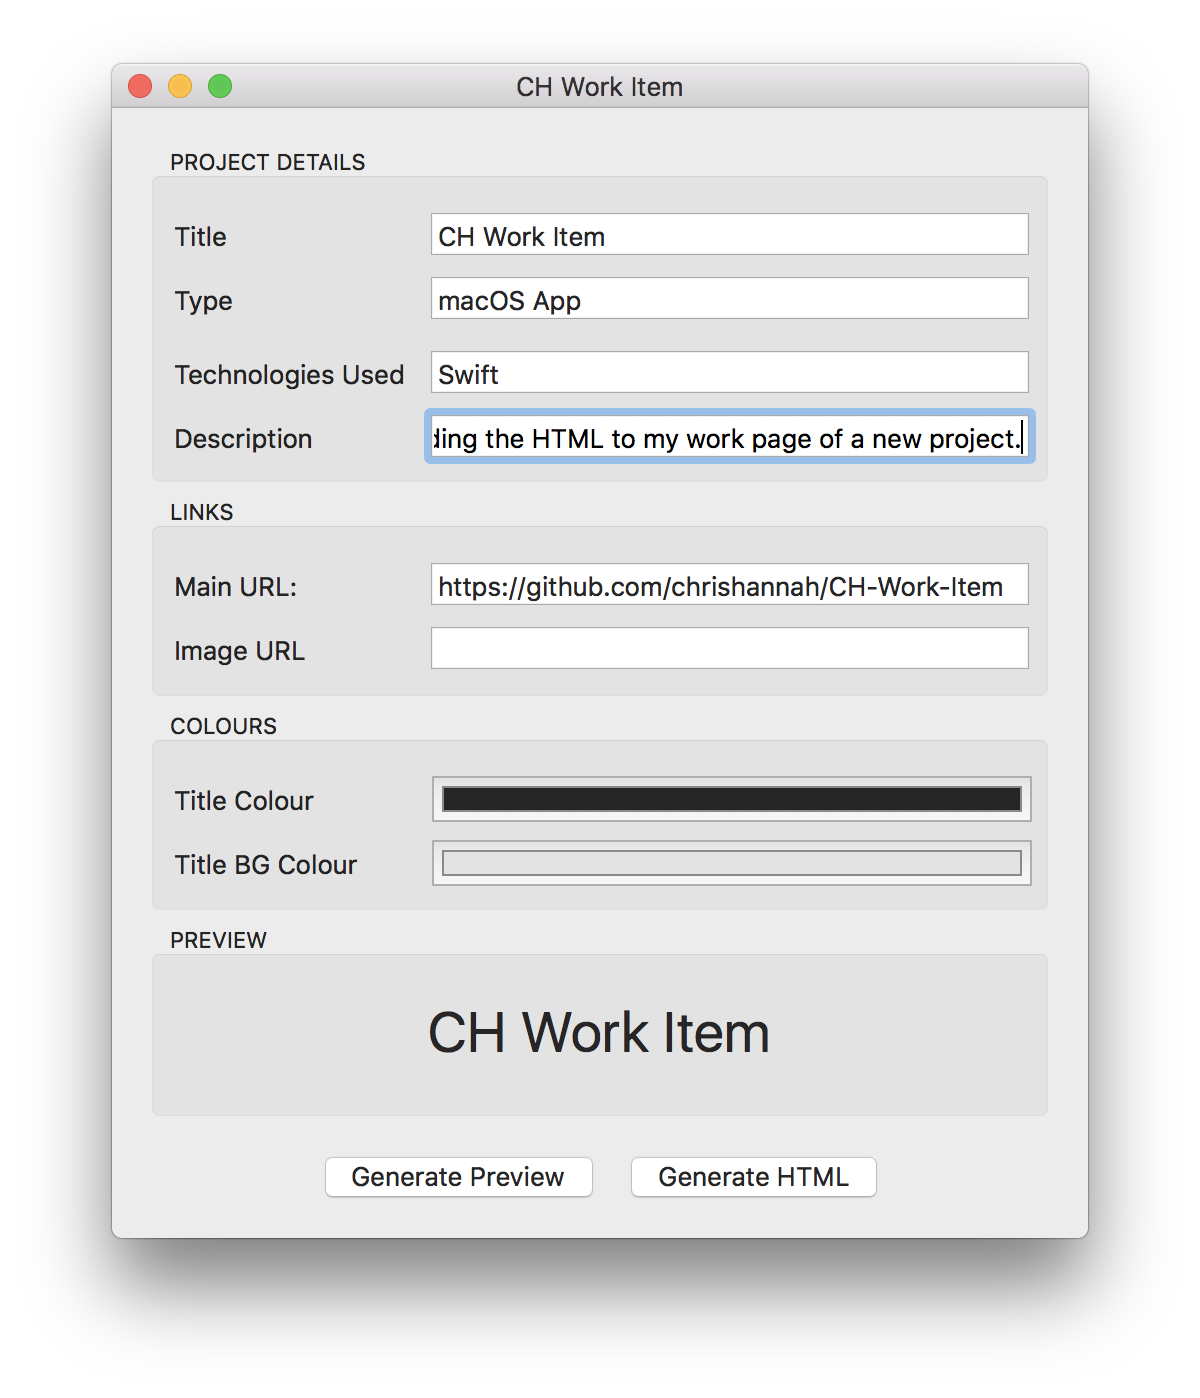 CH Work Item
PROJECT DETAILS
Title CH Work Item
Type macOS App
Technologies Used Swift
Description ding the HTML to my work page of a new project.
LINKS
Main URL: https://github.com/chrishannah/CH-Work-Item
Image URL
COLOURS
Title Colour
Title BG Colour
PREVIEW
CH Work Item
Generate Preview Generate HTML